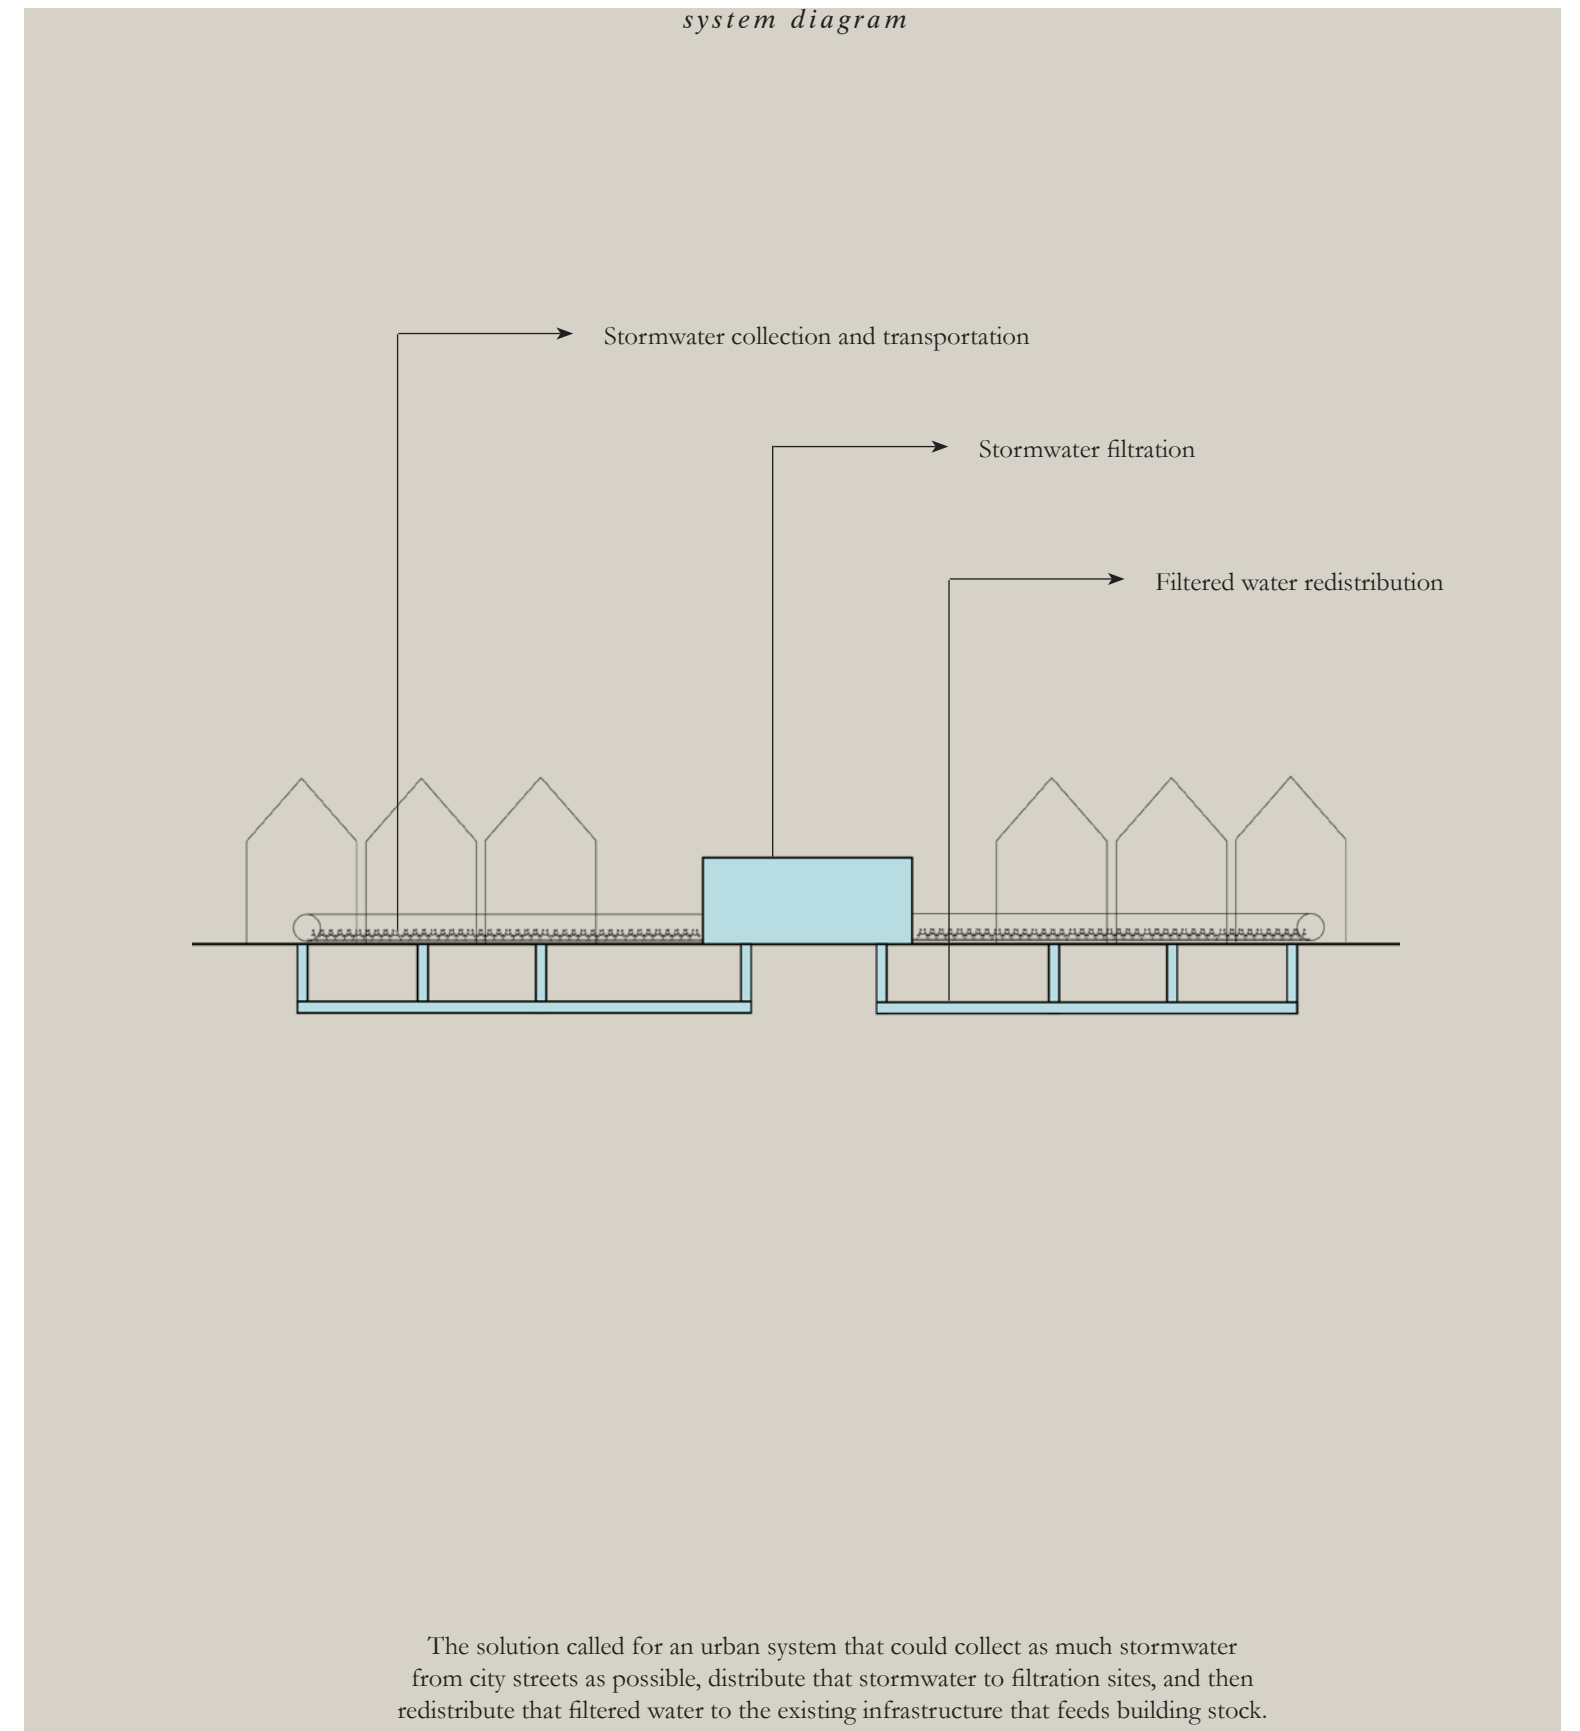 system diagram
Stormwater collection and transportation
Stormwater filtration
Filtered water redistribution
The solution called for an urban system that could collect as much stormwater
from city streets as possible, distribute that stormwater to filtration sites, and then
redistribute that filtered water to the existing infrastructure that feeds building stock.